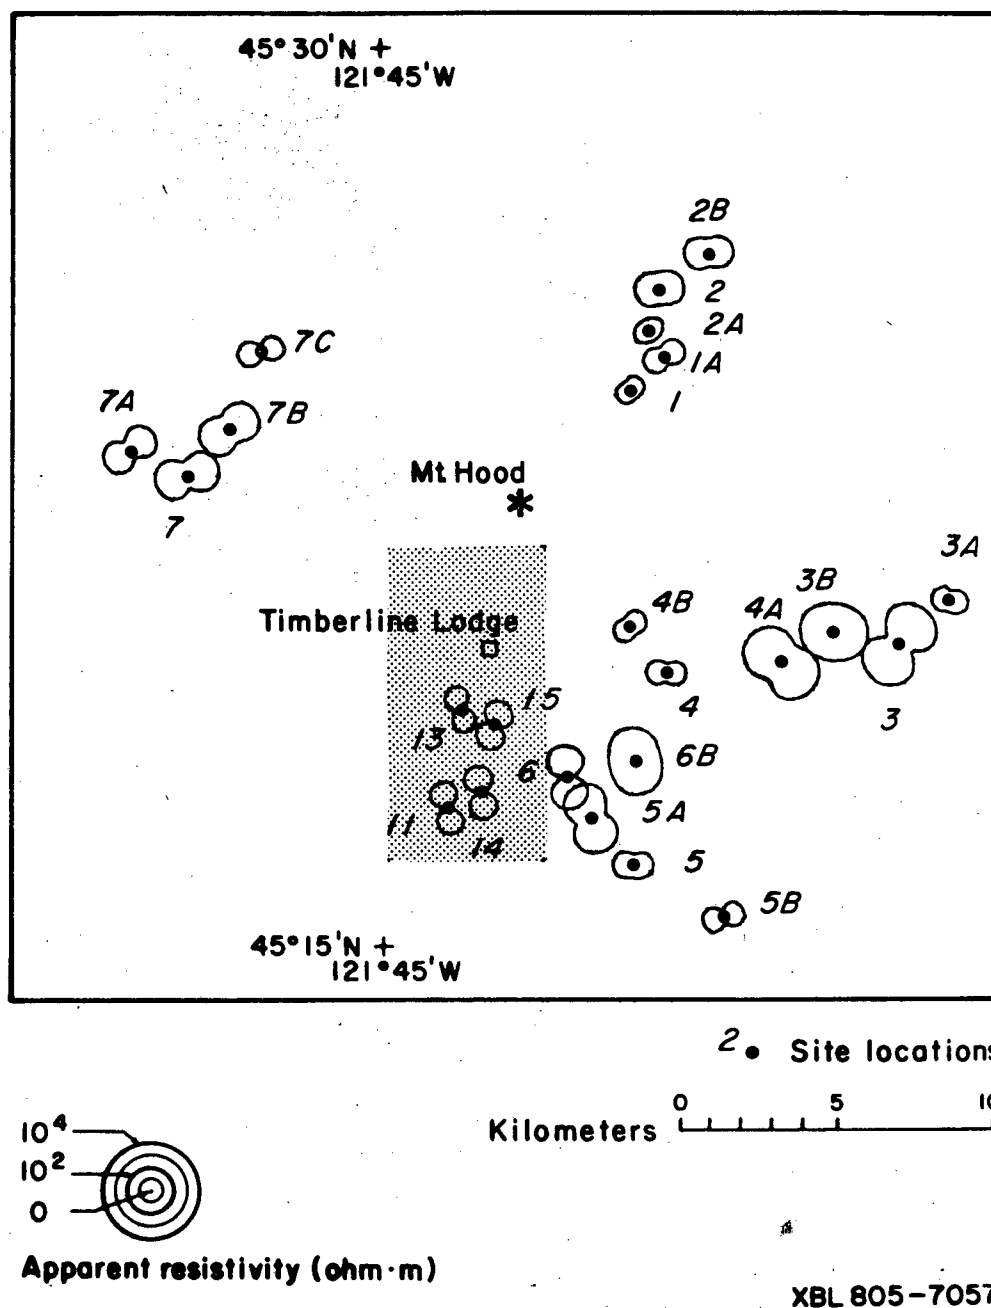 45°30'N +
121°45'W
2B
2
2A
1A
1
7C
7A
7B
7
Mt Hood
3A
3B
4A
4B
3
4
Timberline Lodge
15
13
6
6B
5A
11
14
5
5B
45°15'N +
121°45'W
2 • Site locations
0 5 10
Kilometers
10⁴
10²
0
Apparent resistivity (ohm·m)
XBL 805-7057